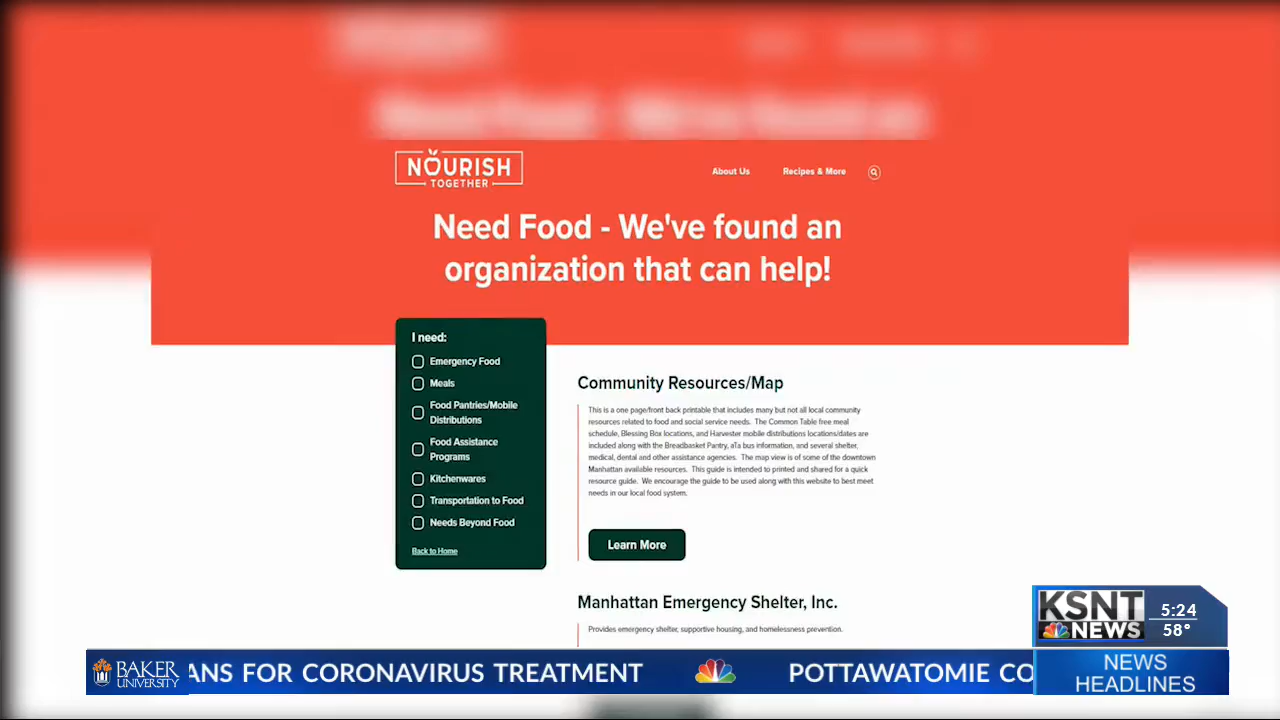 NOURISH
TOGETHER
About Us
Recipes & More
Need Food - We've found an
organization that can help!
I need:
Emergency Food
Meals
Food Pantries/Mobile
Distributions
Food Assistance
Programs
Kitchenwares
Transportation to Food
Needs Beyond Food
Back to Home
Community Resources/Map
This is a one page/front back printable that includes many but not all local community
resources related to food and social service needs. The Common Table free meal
schedule, Blessing Box locations, and Harvester mobile distributions locations/dates are
included along with the Breadbasket Pantry, aTa bus information, and several shelter,
medical, dental and other assistance agencies. The map view is of some of the downtown
Manhattan available resources. This guide is intended to printed and shared for a quick
resource guide. We encourage the guide to be used along with this website to best meet
needs in our local food system.
Learn More
Manhattan Emergency Shelter, Inc.
Provides emergency shelter, supportive housing, and homelessness prevention.
KSNT
NEWS
5:24
58°
BAKER
UNIVERSITY
ANS FOR CORONAVIRUS TREATMENT
POTTAWATOMIE CO
NEWS
HEADLINES